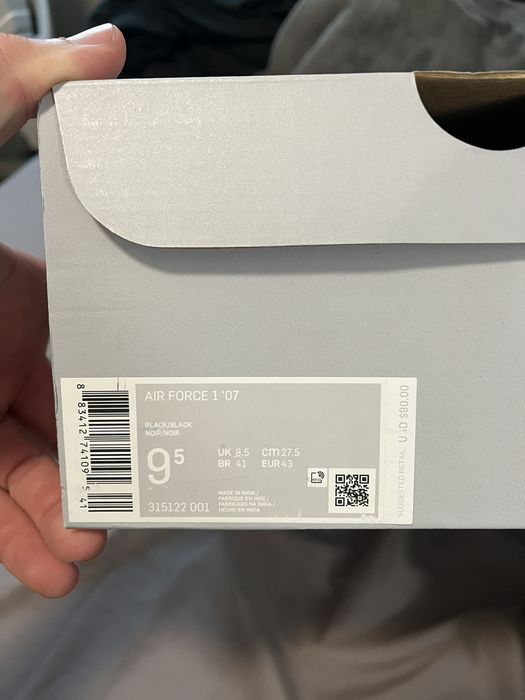 AIR FORCE 1 '07
BLACK/BLACK
NOIR/NOIR
9⁵
UK 8.5 cm 27.5
BR 41 EUR 43
315122 001
MADE IN INDIA /
FABRIQUE EN INDE /
FABRICADO NA ÍNDIA /
HECHO EN INDIA
8 83412 74109 5 41
SUGGESTED RETAIL: USD $90.00